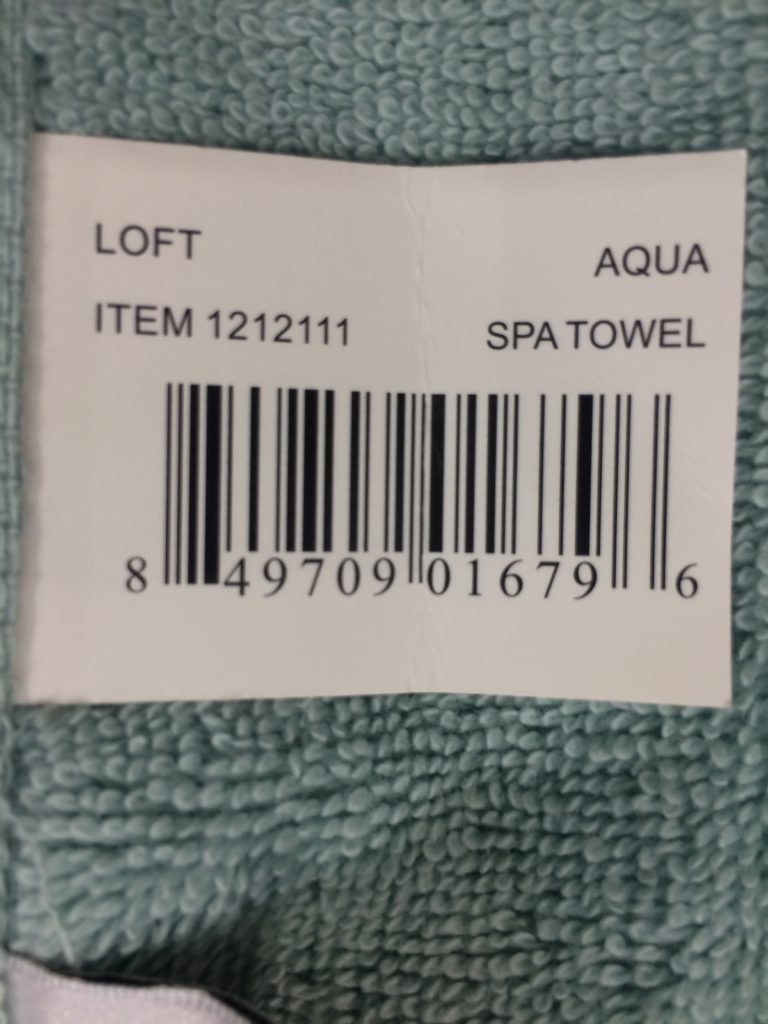 LOFT AQUA
ITEM 1212111 SPA TOWEL
8 49709 01679 6